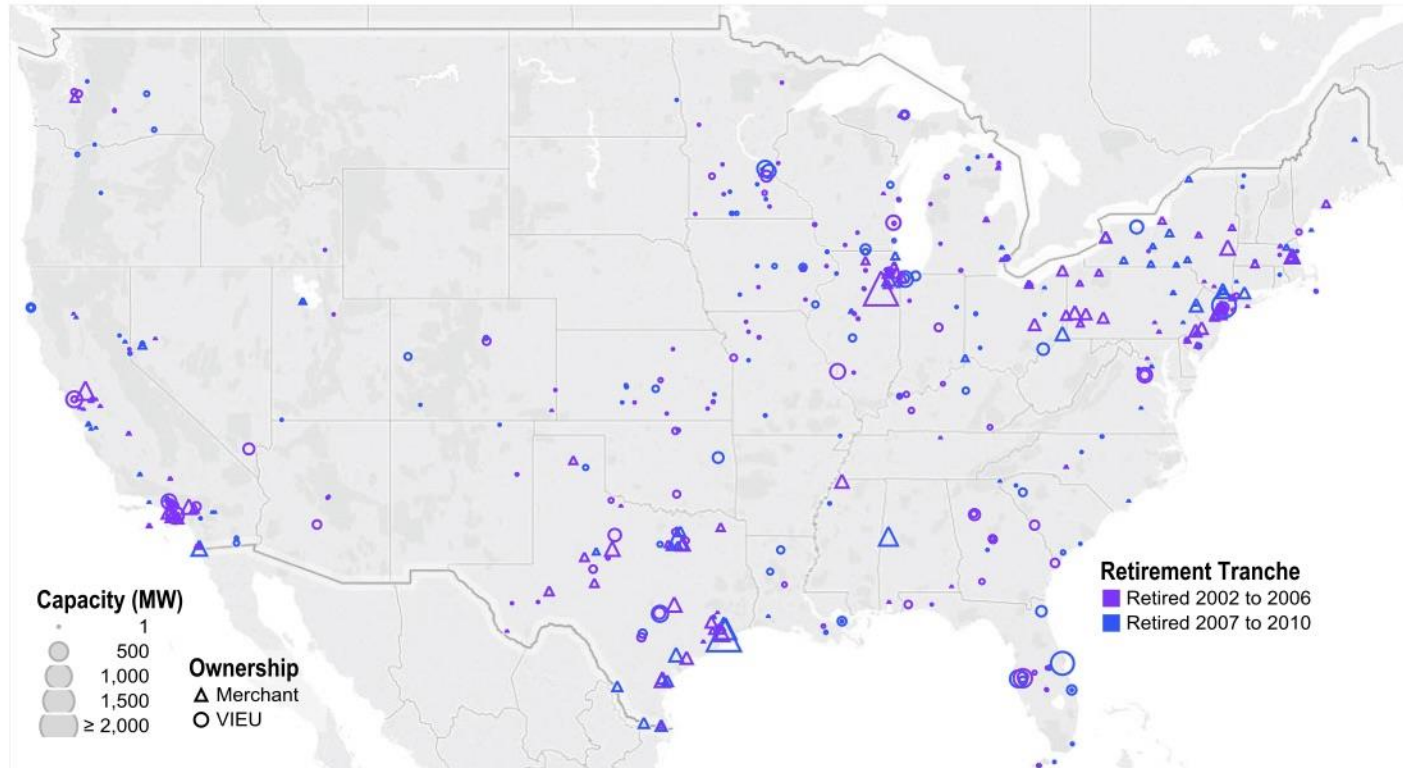 Capacity (MW)
1
500
1,000
1,500
≥ 2,000
Ownership
Merchant
VIEU
Retirement Tranche
Retired 2002 to 2006
Retired 2007 to 2010